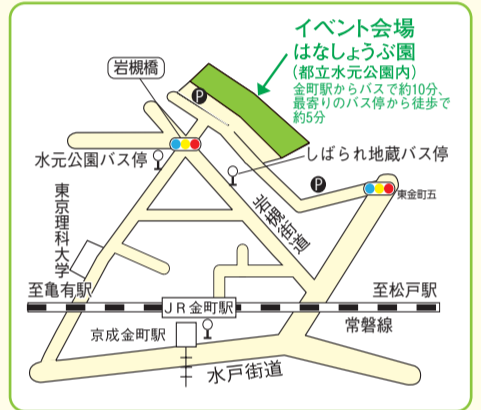 イベント会場
はなしょうぶ園
(都立水元公園内)
金町駅からバスで約10分、
最寄りのバス停から徒歩で
約5分
岩槻橋
P
水元公園バス停
しばられ地蔵バス停
P
東金町五
岩槻街道
東京理科大学
至亀有駅
JR金町駅
至松戸駅
常磐線
京成金町駅
水戸街道